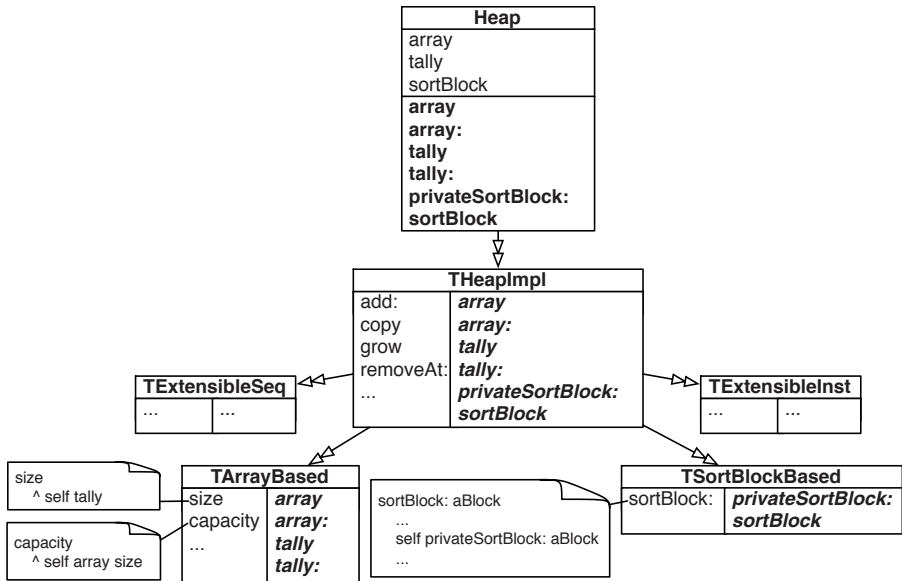 Heap
array
tally
sortBlock
array
array:
tally
tally:
privateSortBlock:
sortBlock
THeapImpl
add: array
copy array:
grow tally
removeAt: tally:
... privateSortBlock:
sortBlock
TExtensibleSeq
... ...
TExtensibleInst
... ...
size
^ self tally
capacity
^ self array size
TArrayBased
size array
capacity array:
... tally
tally:
sortBlock: aBlock
...
self privateSortBlock: aBlock
...
TSortBlockBased
sortBlock: privateSortBlock:
sortBlock